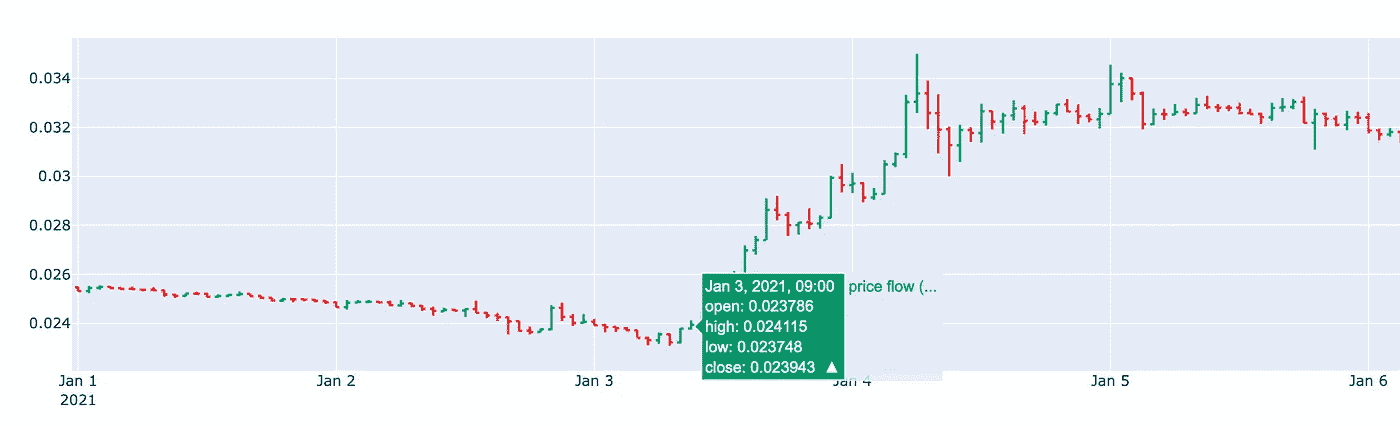 0.034
0.032
0.03
0.028
0.026
0.024
Jan 3, 2021, 09:00
open: 0.023786
high: 0.024115
low: 0.023748
close: 0.023943 ▲
price flow (...
Jan 1
2021
Jan 2
Jan 3
Jan 4
Jan 5
Jan 6